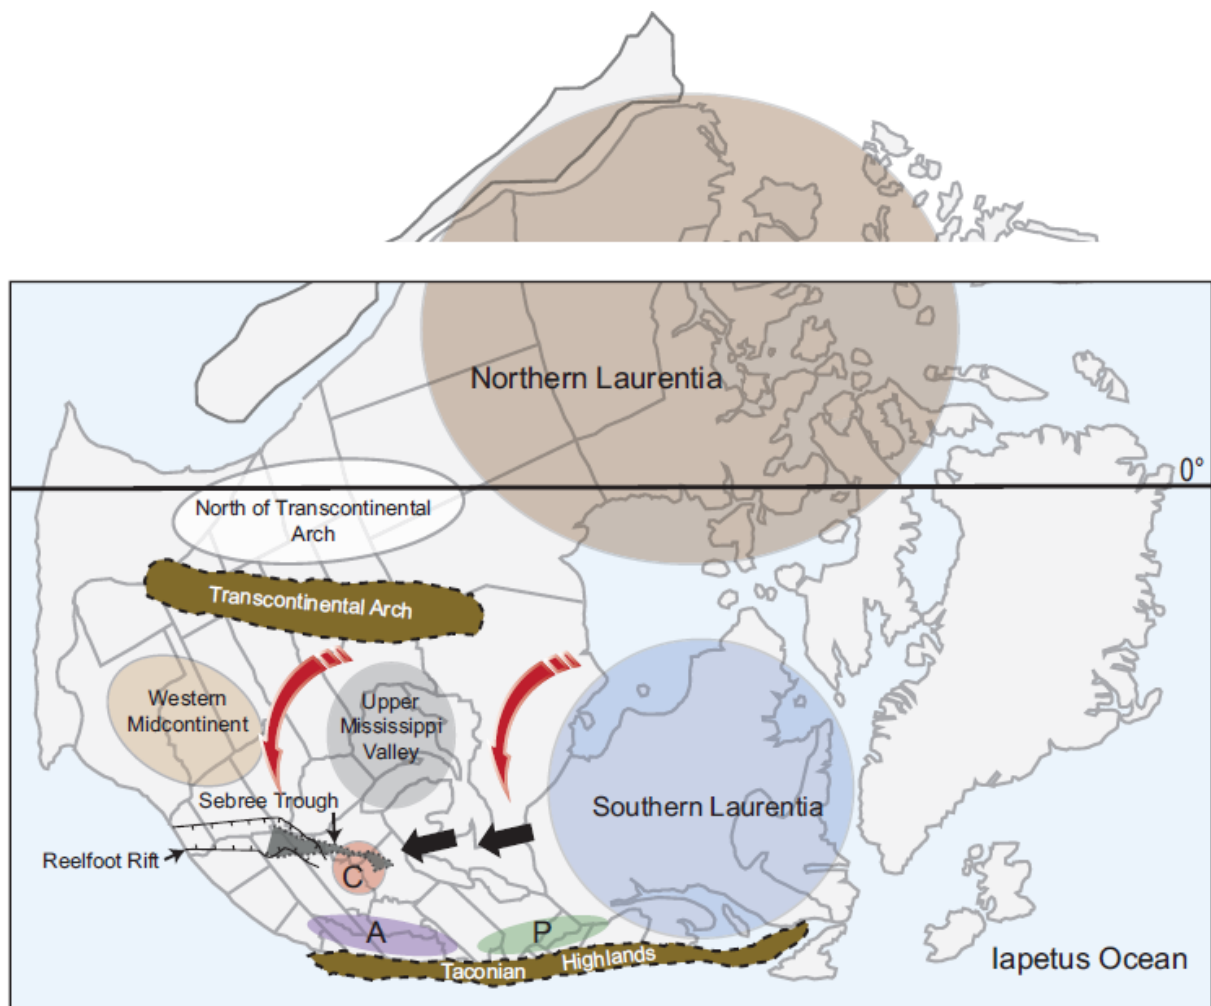 Northern Laurentia
0°
North of Transcontinental
Arch
Transcontinental Arch
Western
Midcontinent
Upper
Mississippi
Valley
Sebree Trough
Southern Laurentia
Reelfoot Rift
C
A
P
Taconian Highlands
Iapetus Ocean